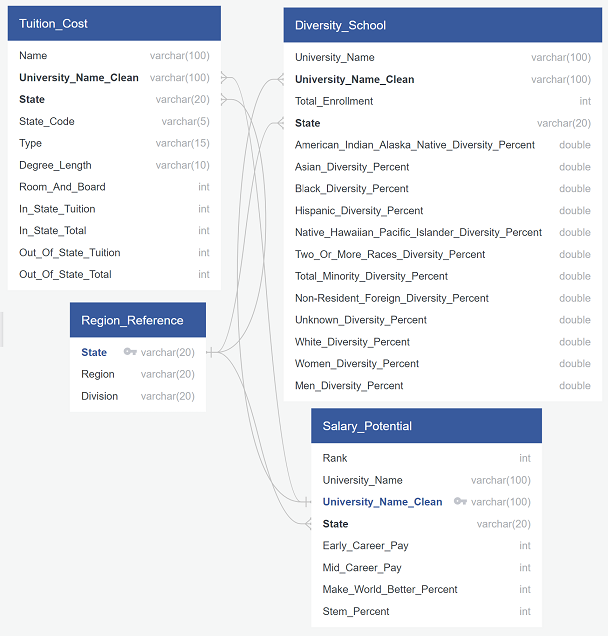 Tuition_Cost
Name varchar(100)
University_Name_Clean varchar(100)
State varchar(20)
State_Code varchar(5)
Type varchar(15)
Degree_Length varchar(10)
Room_And_Board int
In_State_Tuition int
In_State_Total int
Out_Of_State_Tuition int
Out_Of_State_Total int
Diversity_School
University_Name varchar(100)
University_Name_Clean varchar(100)
Total_Enrollment int
State varchar(20)
American_Indian_Alaska_Native_Diversity_Percent double
Asian_Diversity_Percent double
Black_Diversity_Percent double
Hispanic_Diversity_Percent double
Native_Hawaiian_Pacific_Islander_Diversity_Percent double
Two_Or_More_Races_Diversity_Percent double
Total_Minority_Diversity_Percent double
Non-Resident_Foreign_Diversity_Percent double
Unknown_Diversity_Percent double
White_Diversity_Percent double
Women_Diversity_Percent double
Men_Diversity_Percent double
Region_Reference
State varchar(20)
Region varchar(20)
Division varchar(20)
Salary_Potential
Rank int
University_Name varchar(100)
University_Name_Clean varchar(100)
State varchar(20)
Early_Career_Pay int
Mid_Career_Pay int
Make_World_Better_Percent int
Stem_Percent int